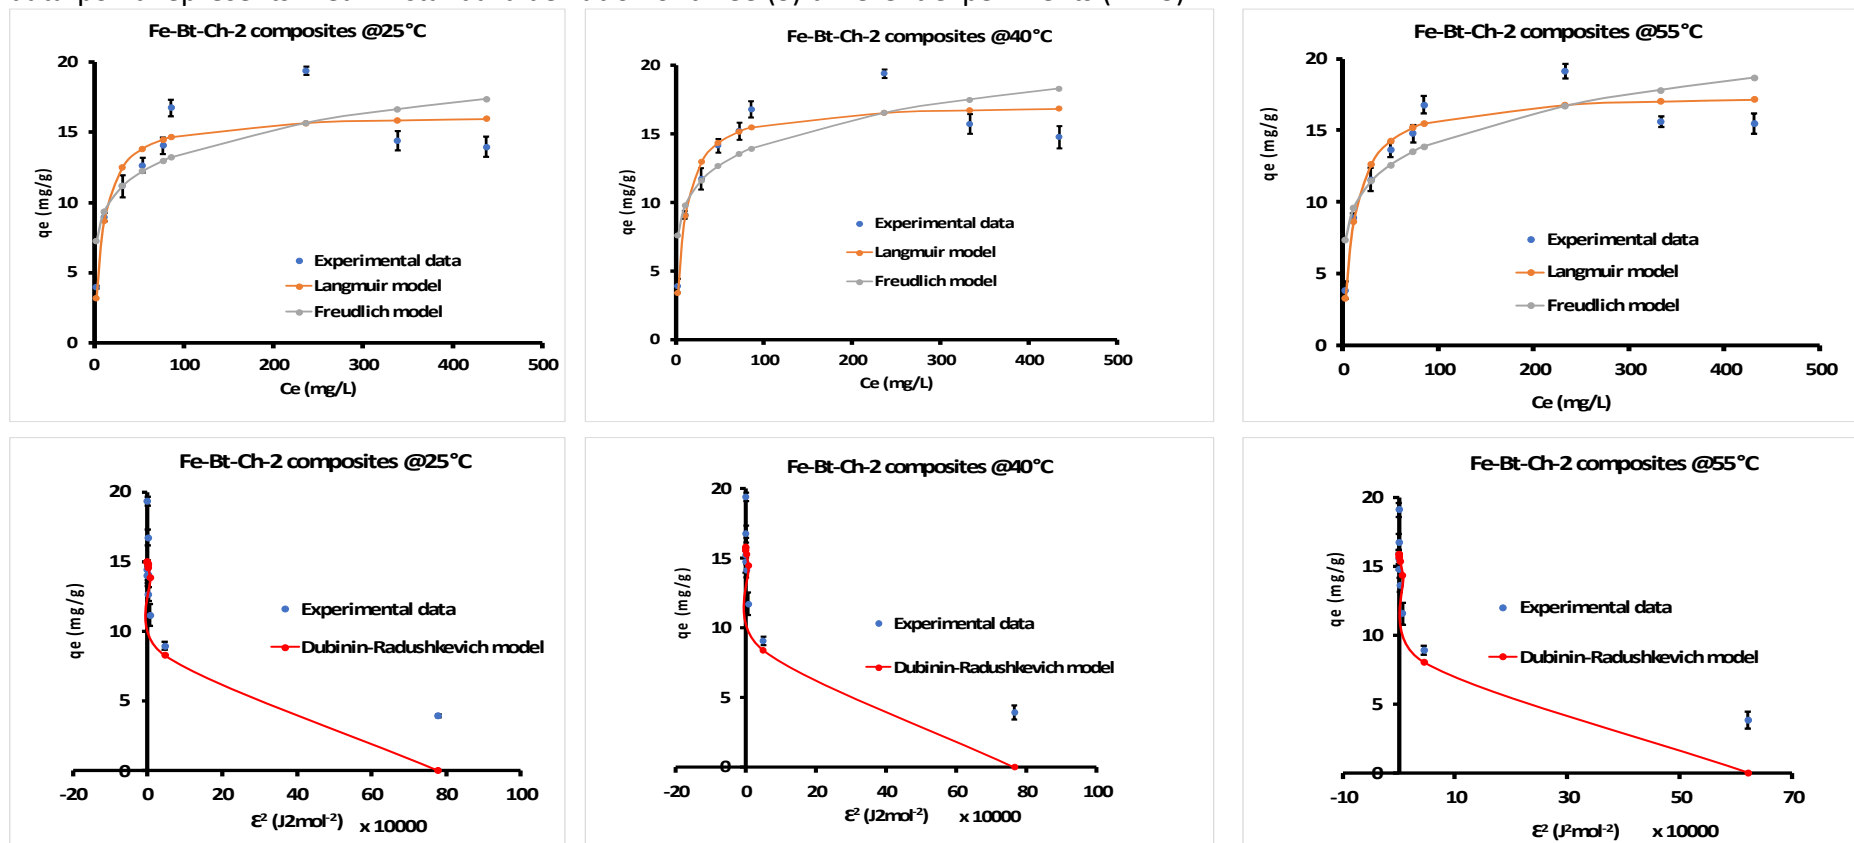 Fe-Bt-Ch-2 composites @25°C
20
15
10
5
0
qe (mg/g)
Experimental data
Langmuir model
Freudlich model
0 100 200 300 400 500
Ce (mg/L)
Fe-Bt-Ch-2 composites @40°C
20
15
10
5
0
qe (mg/g)
Experimental data
Langmuir model
Freudlich model
0 100 200 300 400 500
Ce (mg/L)
Fe-Bt-Ch-2 composites @55°C
20
15
10
5
0
qe (mg/g)
Experimental data
Langmuir model
Freudlich model
0 100 200 300 400 500
Ce (mg/L)
Fe-Bt-Ch-2 composites @25°C
20
15
10
5
0
qe (mg/g)
Experimental data
Dubinin-Radushkevich model
-20 0 20 40 60 80 100
Ɛ² (J2mol⁻²) x 10000
Fe-Bt-Ch-2 composites @40°C
20
15
10
5
0
qe (mg/g)
Experimental data
Dubinin-Radushkevich model
-20 0 20 40 60 80 100
Ɛ² (J2mol⁻²) x 10000
Fe-Bt-Ch-2 composites @55°C
20
15
10
5
0
qe (mg/g)
Experimental data
Dubinin-Radushkevich model
-10 10 30 50 70
Ɛ² (J²mol⁻²) x 10000